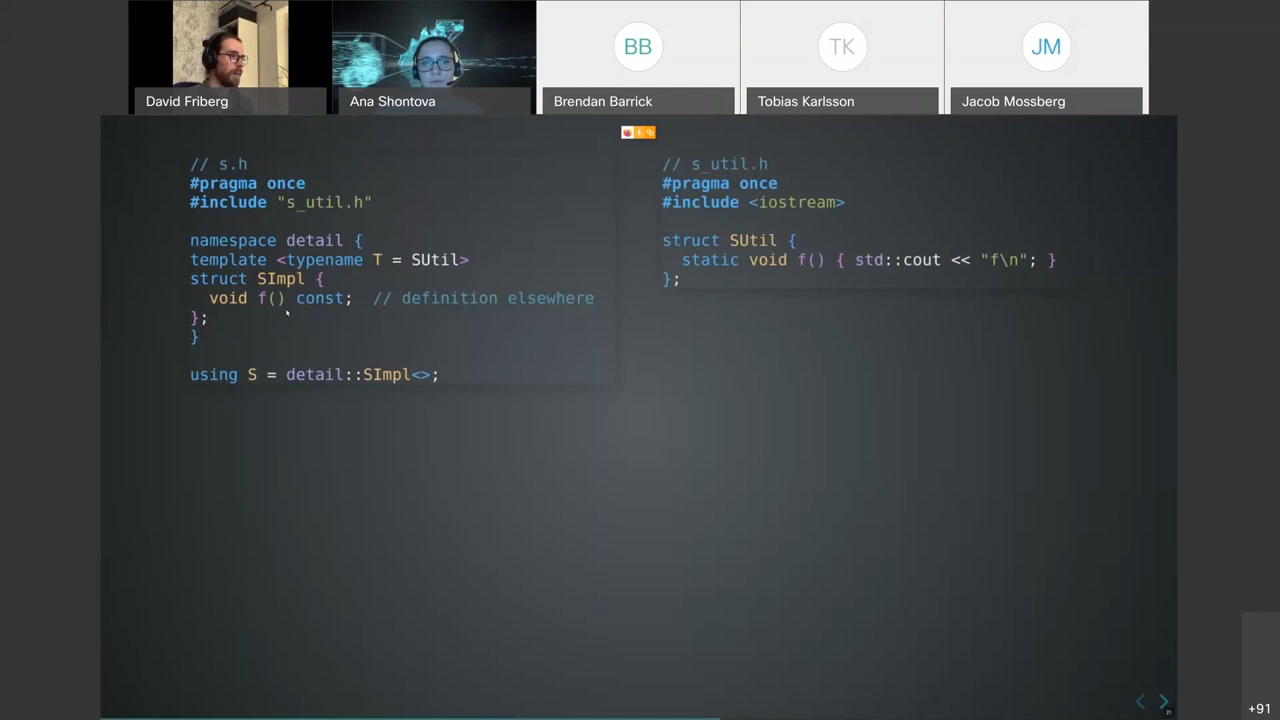 David Friberg
Ana Shontova
BB
Brendan Barrick
TK
Tobias Karlsson
JM
Jacob Mossberg
// s.h
#pragma once
#include "s_util.h"
namespace detail {
template <typename T = SUtil>
struct SImpl {
void f() const;  // definition elsewhere
};
}
using S = detail::SImpl<>;
// s_util.h
#pragma once
#include <iostream>
struct SUtil {
static void f() { std::cout << "f\n"; }
};
21
+91